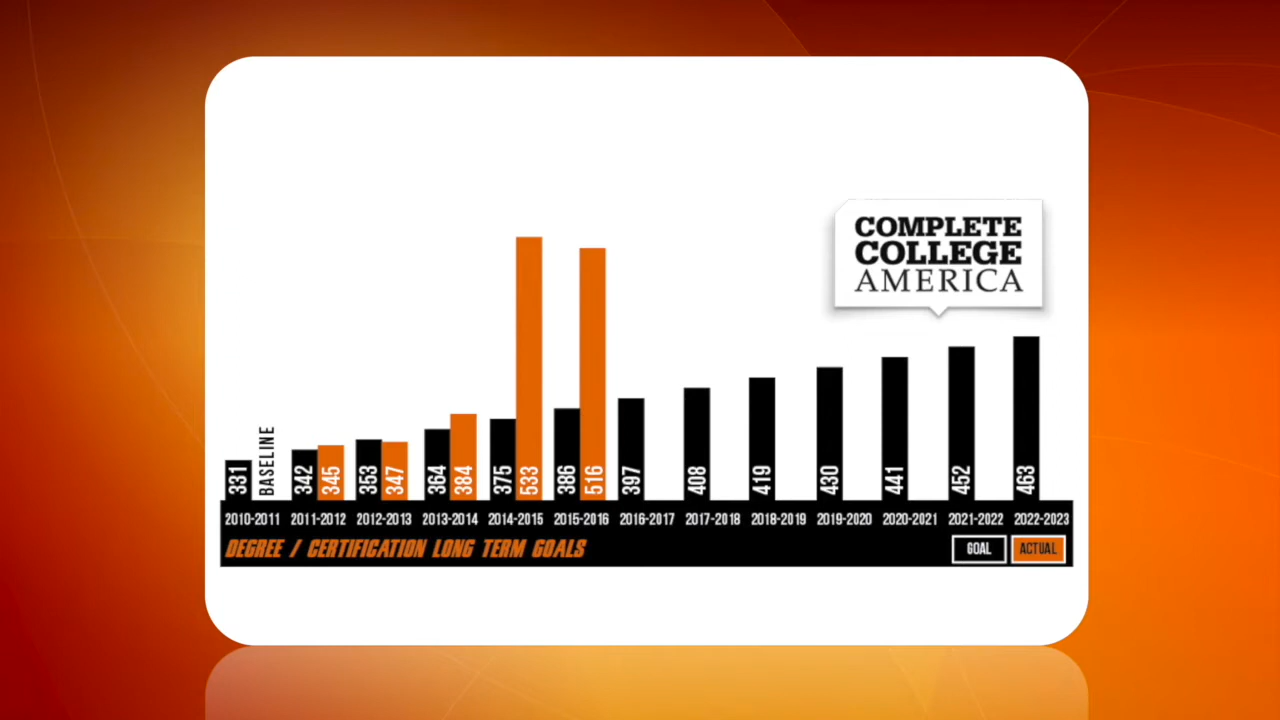 COMPLETE
COLLEGE
AMERICA
331 BASELINE 342 345 353 347 364 384 375 533 386 516 397 408 419 430 441 452 463
2010-2011 2011-2012 2012-2013 2013-2014 2014-2015 2015-2016 2016-2017 2017-2018 2018-2019 2019-2020 2020-2021 2021-2022 2022-2023
DEGREE / CERTIFICATION LONG TERM GOALS GOAL ACTUAL